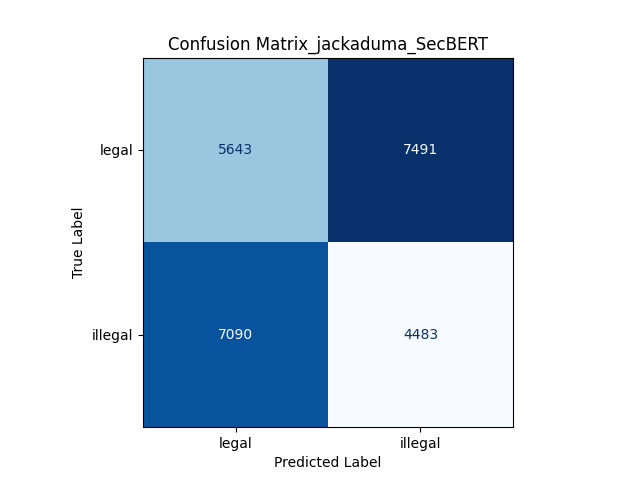 Confusion Matrix_jackaduma_SecBERT
True Label
legal
5643
7491
illegal
7090
4483
legal
illegal
Predicted Label